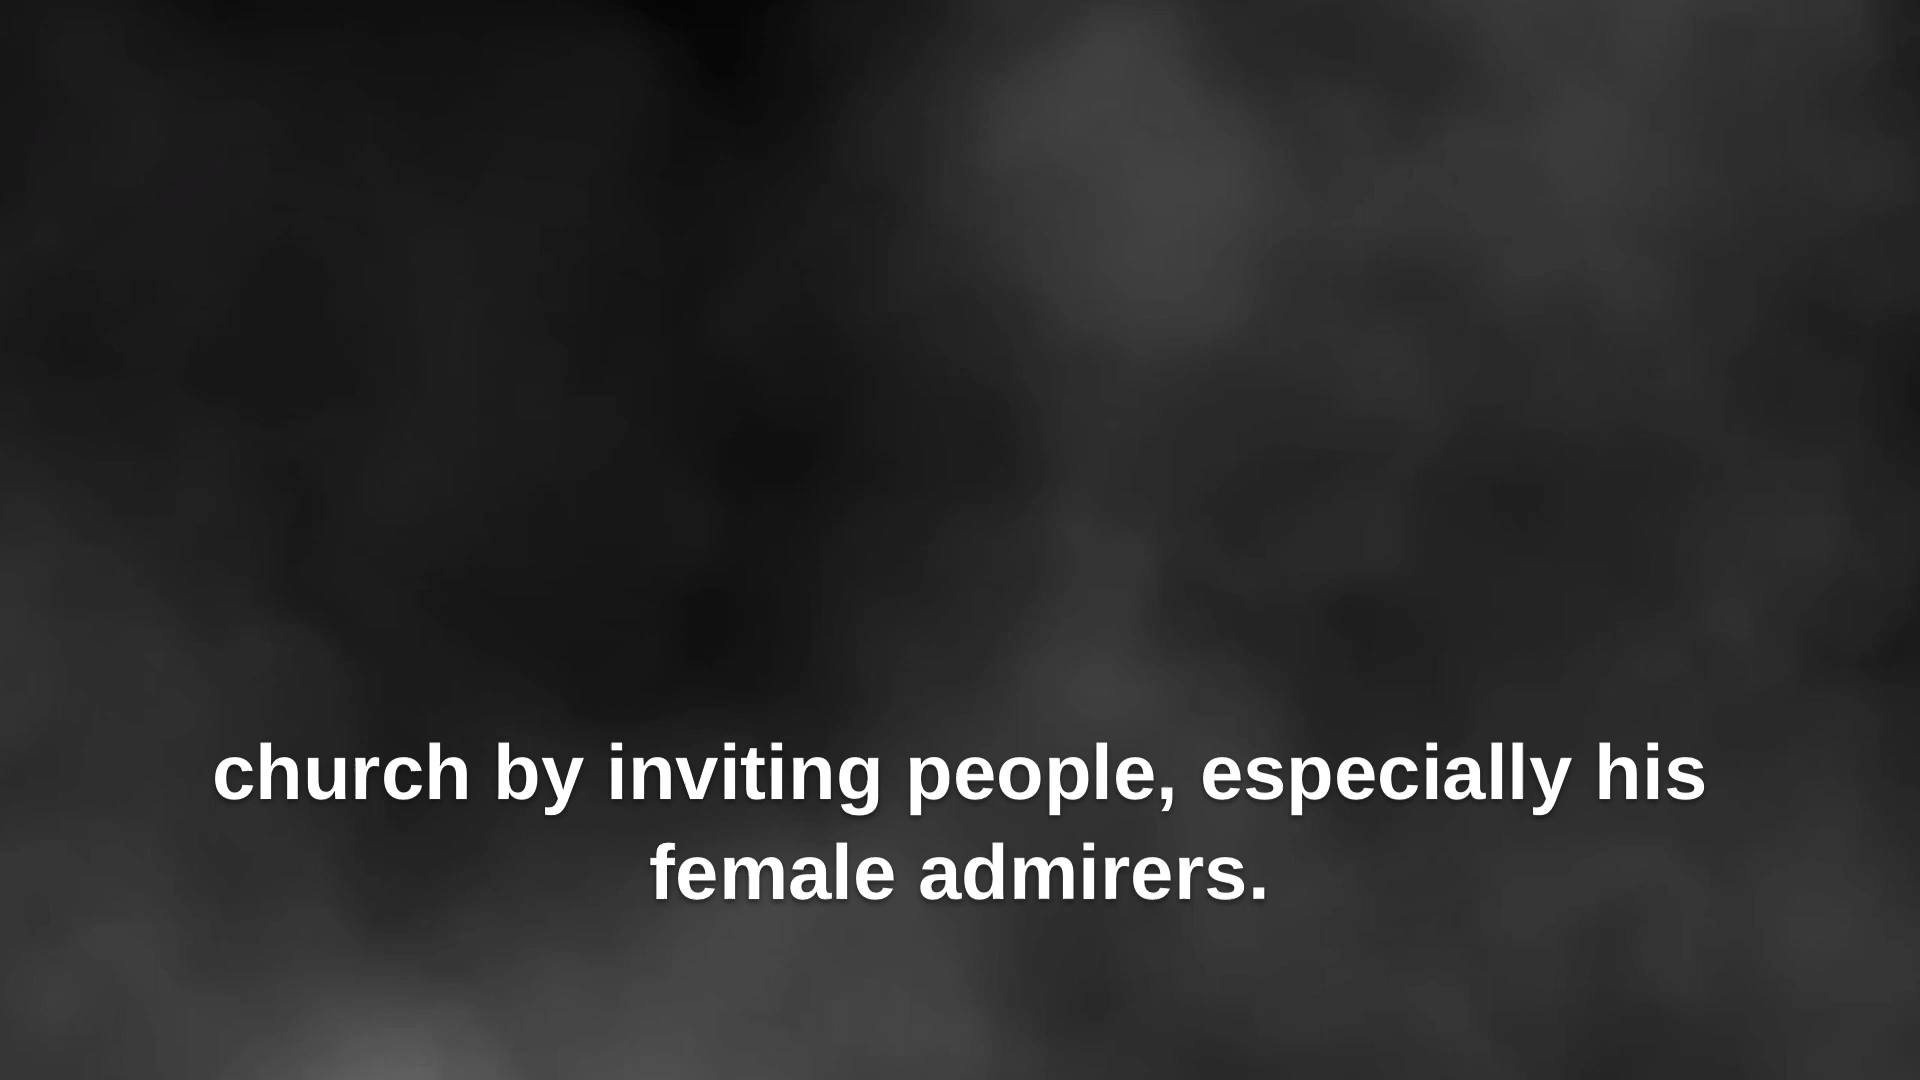 church by inviting people, especially his
female admirers.